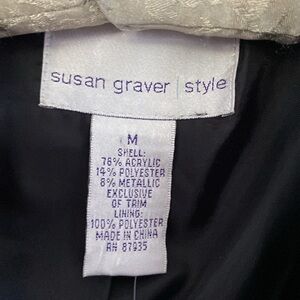 susan graver | style
M
SHELL:
76% ACRYLIC
14% POLYESTER
8% METALLIC
EXCLUSIVE
OF TRIM
LINING:
100% POLYESTER
MADE IN CHINA
RN 87935